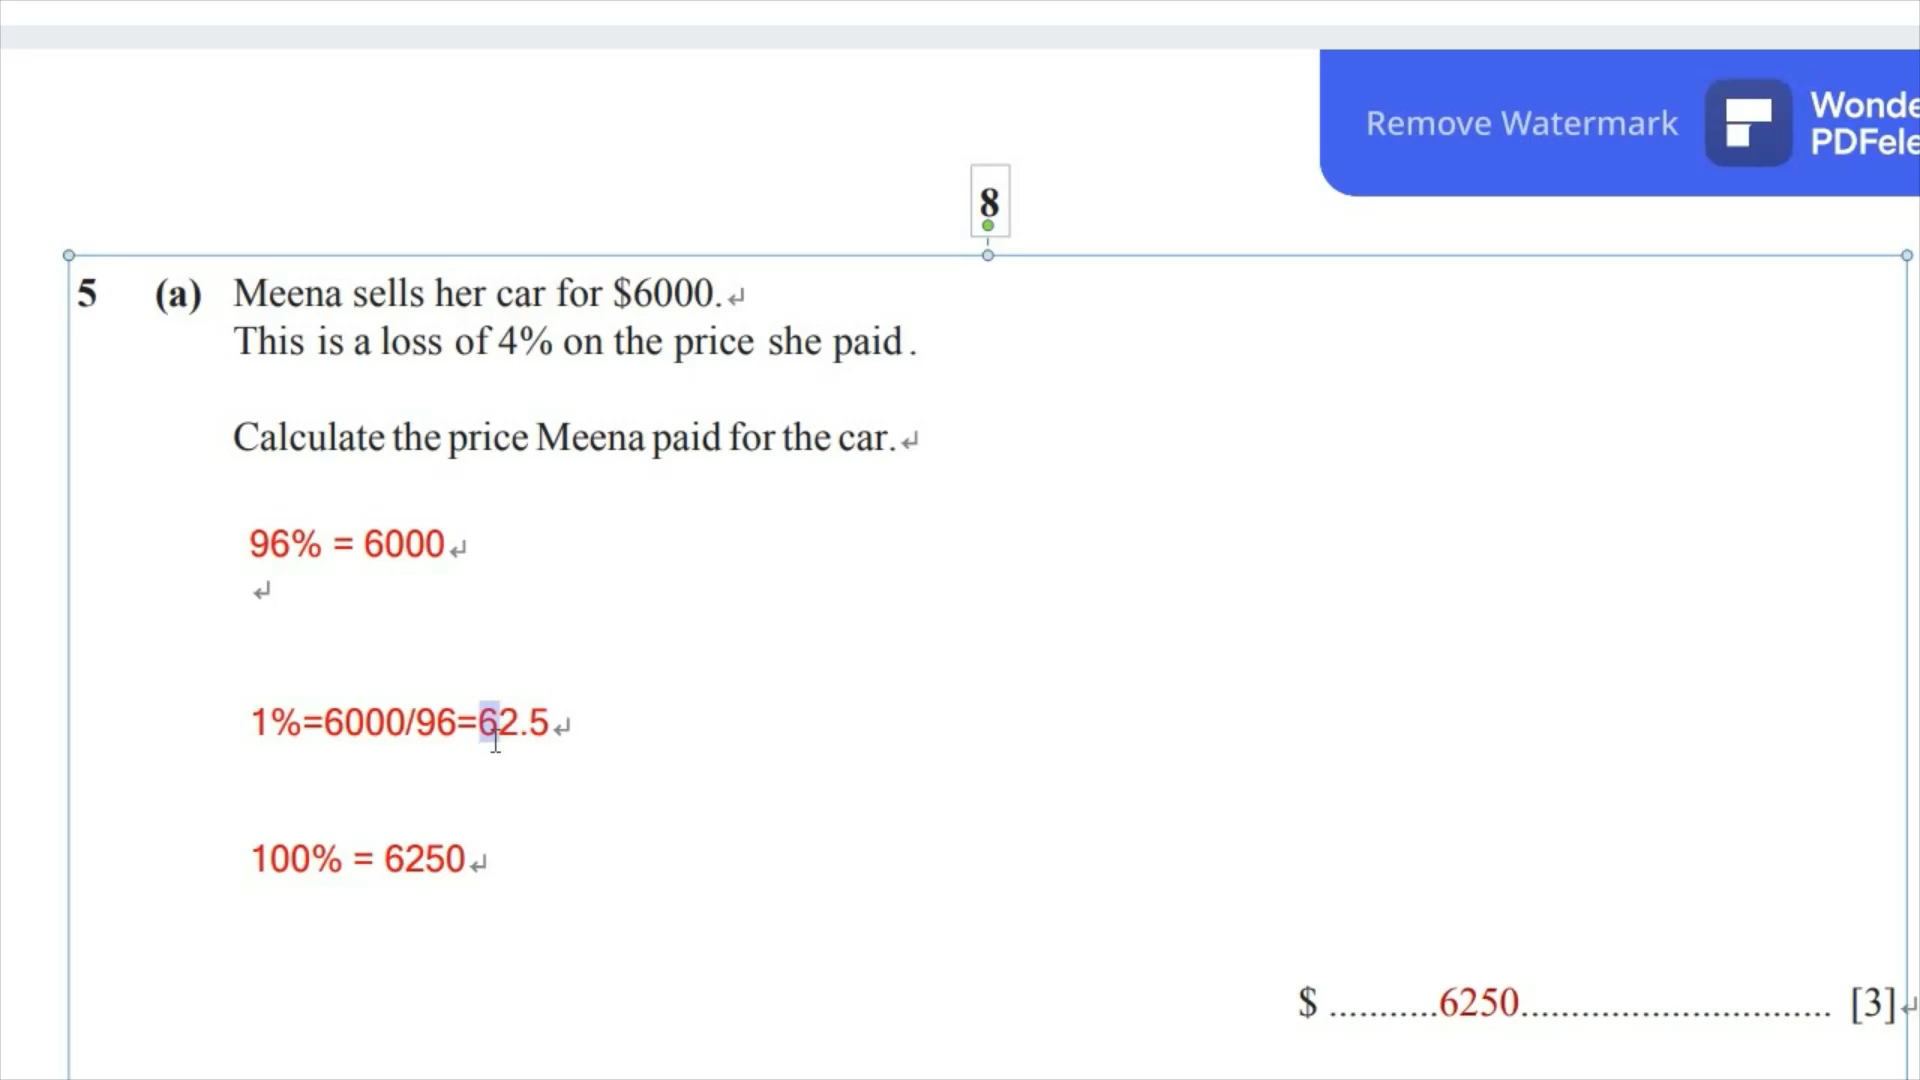 Remove Watermark
Wonde
PDFele
8
5 (a) Meena sells her car for $6000.
This is a loss of 4% on the price she paid.
Calculate the price Meena paid for the car.
96% = 6000
1%=6000/96=62.5
100% = 6250
$ ...........6250............................... [3]